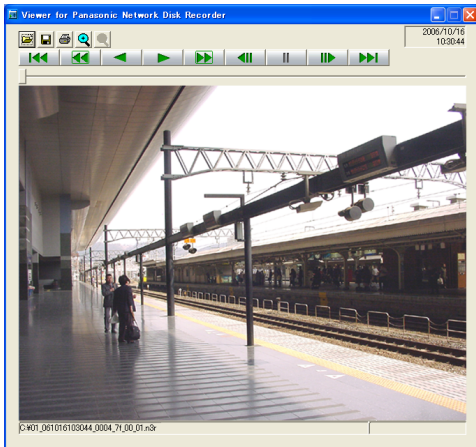 Viewer for Panasonic Network Disk Recorder
2006/10/16
10:30:44
C:¥01_061016103044_0004_7f_00_01.n3r